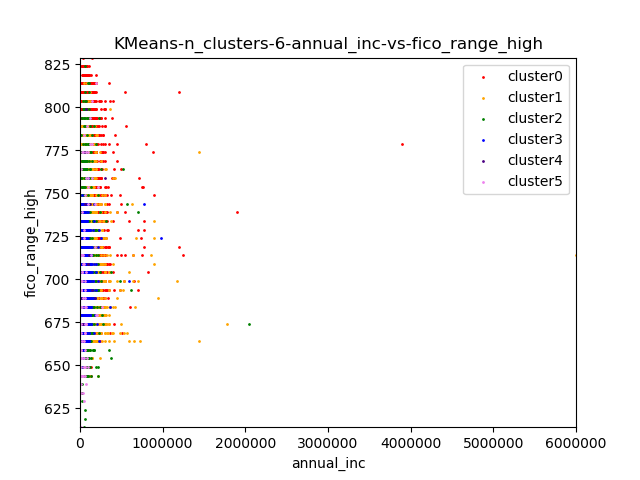 KMeans-n_clusters-6-annual_inc-vs-fico_range_high
825
800
775
750
725
700
675
650
625
fico_range_high
cluster0
cluster1
cluster2
cluster3
cluster4
cluster5
0 1000000 2000000 3000000 4000000 5000000 6000000
annual_inc